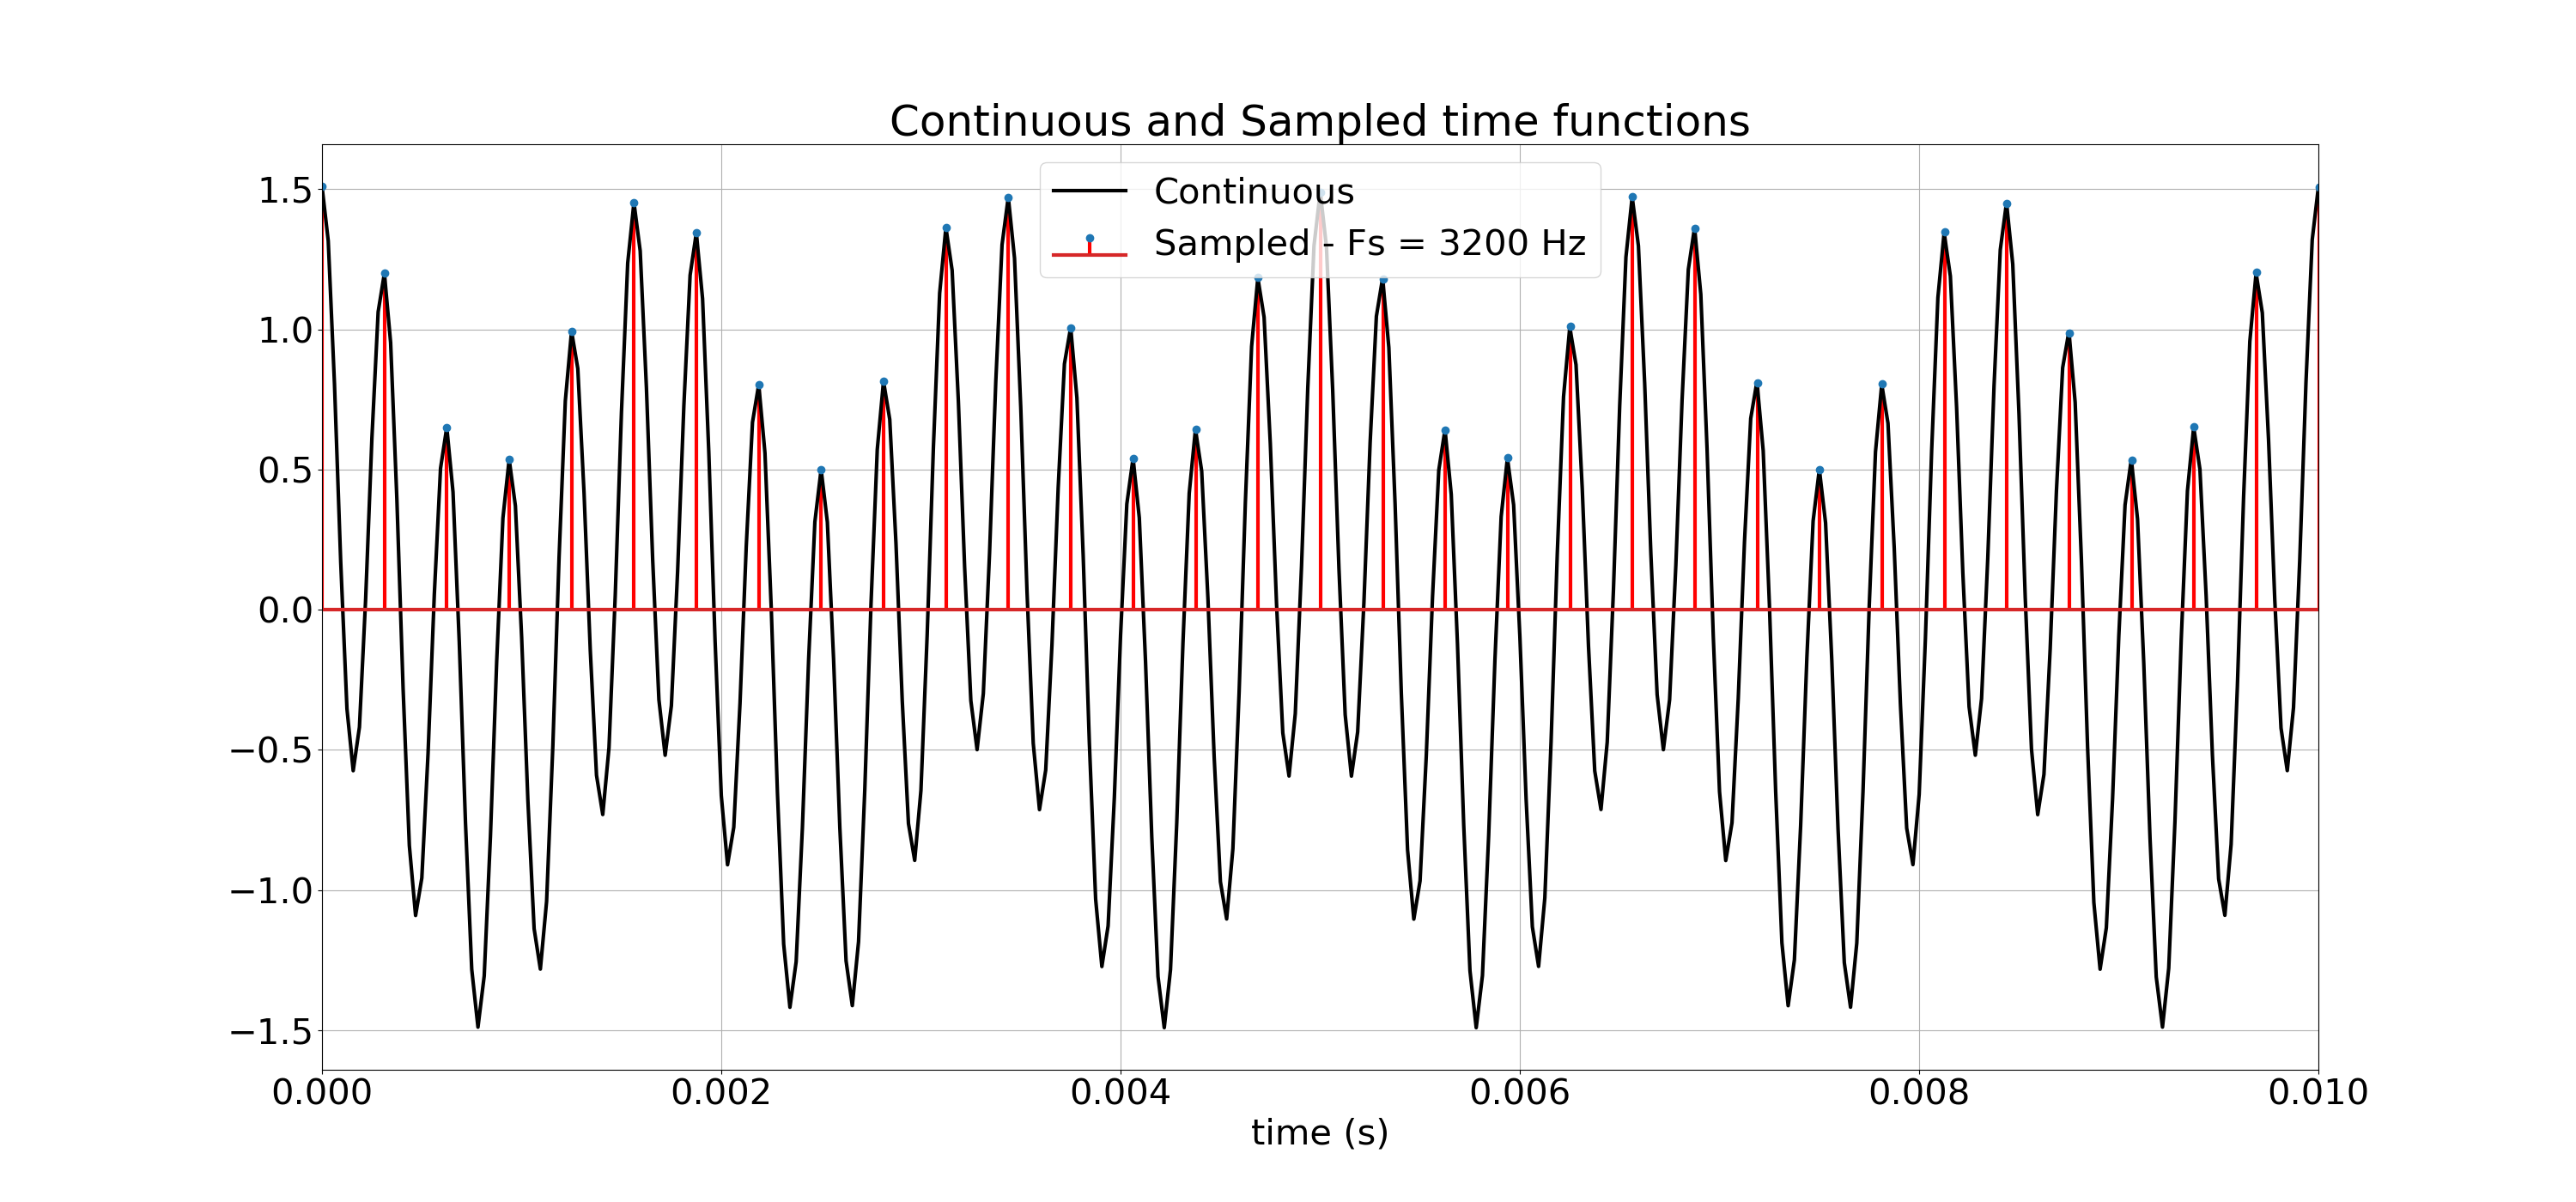 Continuous and Sampled time functions
Continuous
Sampled - Fs = 3200 Hz
1.5
1.0
0.5
0.0
−0.5
−1.0
−1.5
0.000 0.002 0.004 0.006 0.008 0.010
time (s)